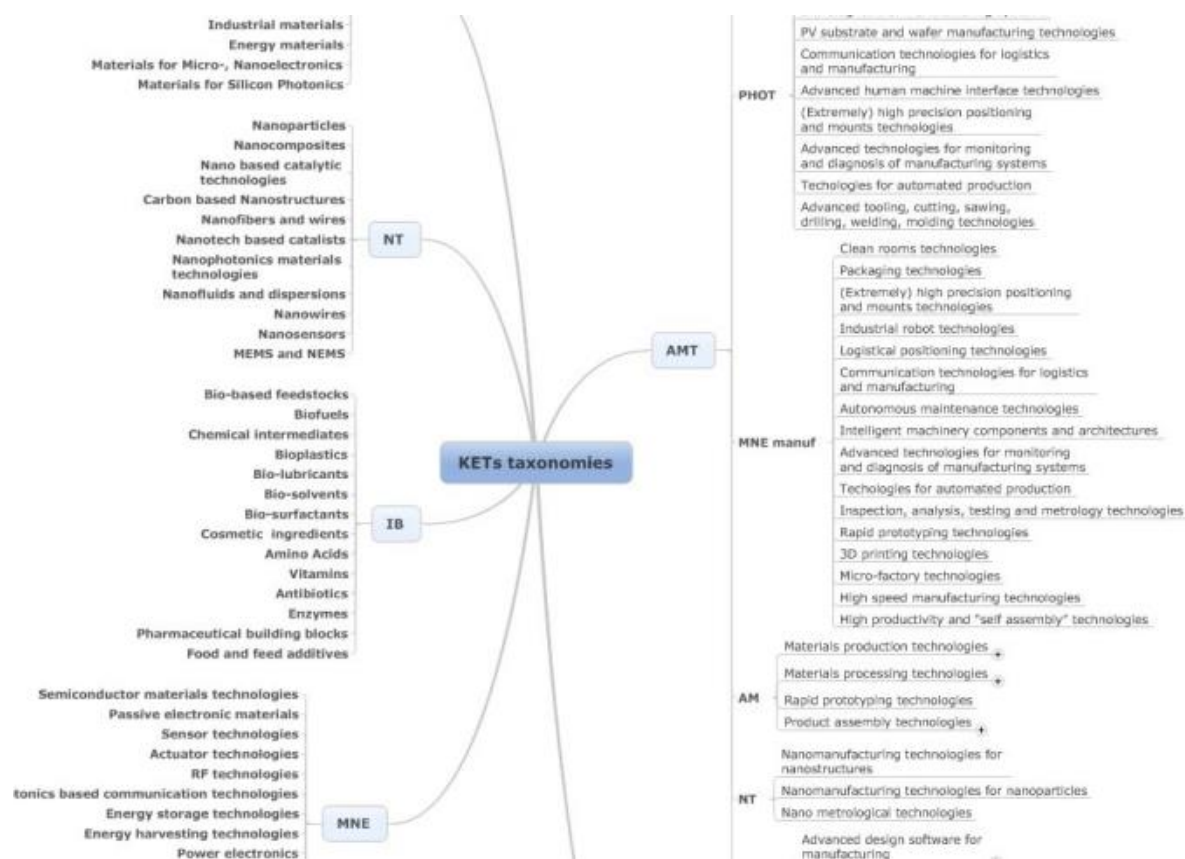 Industrial materials
Energy materials
Materials for Micro-, Nanoelectronics
Materials for Silicon Photonics
Nanoparticles
Nanocomposites
Nano based catalytic
technologies
Carbon based Nanostructures
Nanofibers and wires
Nanotech based catalists
Nanophotonics materials
technologies
Nanofluids and dispersions
Nanowires
Nanosensors
MEMS and NEMS
NT
Bio-based feedstocks
Biofuels
Chemical intermediates
Bioplastics
Bio-lubricants
Bio-solvents
Bio-surfactants
Cosmetic ingredients
Amino Acids
Vitamins
Antibiotics
Enzymes
Pharmaceutical building blocks
Food and feed additives
IB
Semiconductor materials technologies
Passive electronic materials
Sensor technologies
Actuator technologies
RF technologies
tonics based communication technologies
Energy storage technologies
Energy harvesting technologies
Power electronics
MNE
KETs taxonomies
AMT
PHOT
PV substrate and wafer manufacturing technologies
Communication technologies for logistics
and manufacturing
Advanced human machine interface technologies
(Extremely) high precision positioning
and mounts technologies
Advanced technologies for monitoring
and diagnosis of manufacturing systems
Techologies for automated production
Advanced tooling, cutting, sawing,
drilling, welding, molding technologies
MNE manuf
Clean rooms technologies
Packaging technologies
(Extremely) high precision positioning
and mounts technologies
Industrial robot technologies
Logistical positioning technologies
Communication technologies for logistics
and manufacturing
Autonomous maintenance technologies
Intelligent machinery components and architectures
Advanced technologies for monitoring
and diagnosis of manufacturing systems
Techologies for automated production
Inspection, analysis, testing and metrology technologies
Rapid prototyping technologies
3D printing technologies
Micro-factory technologies
High speed manufacturing technologies
High productivity and "self assembly" technologies
AM
Materials production technologies
Materials processing technologies
Rapid prototyping technologies
Product assembly technologies
NT
Nanomanufacturing technologies for
nanostructures
Nanomanufacturing technologies for nanoparticles
Nano metrological technologies
Advanced design software for
manufacturing